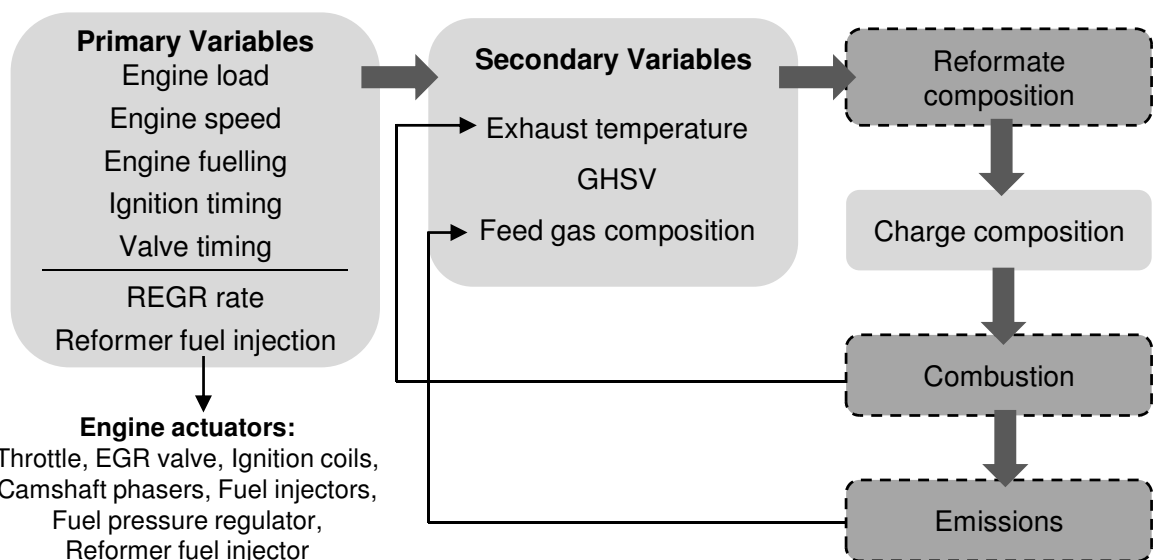 Primary Variables
Engine load
Engine speed
Engine fuelling
Ignition timing
Valve timing
REGR rate
Reformer fuel injection
Engine actuators:
Throttle, EGR valve, Ignition coils,
Camshaft phasers, Fuel injectors,
Fuel pressure regulator,
Reformer fuel injector
Secondary Variables
Exhaust temperature
GHSV
Feed gas composition
Reformate
composition
Charge composition
Combustion
Emissions